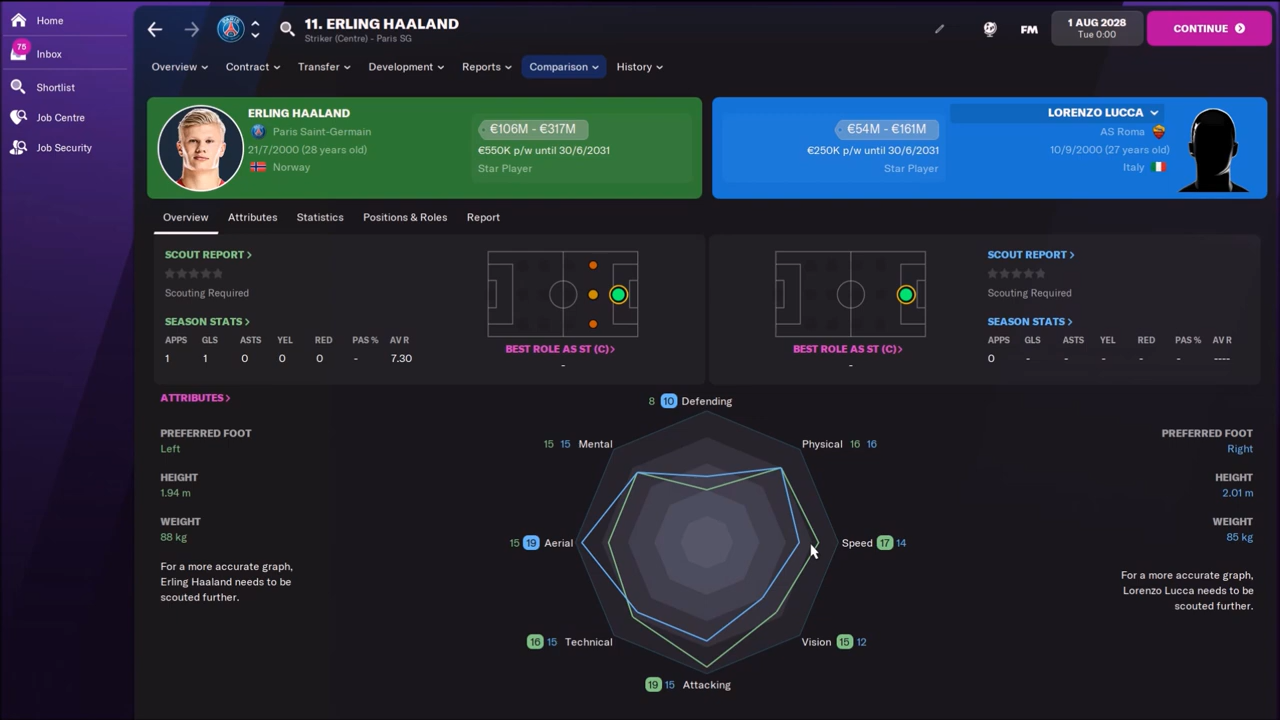 Home
75
Inbox
Shortlist
Job Centre
Job Security
11. ERLING HAALAND
Striker (Centre) - Paris SG
FM
1 AUG 2028
Tue 0:00
CONTINUE
Overview
Contract
Transfer
Development
Reports
Comparison
History
ERLING HAALAND
Paris Saint-Germain
21/7/2000 (28 years old)
Norway
€106M - €317M
€550K p/w until 30/6/2031
Star Player
€54M - €161M
€250K p/w until 30/6/2031
Star Player
LORENZO LUCCA
AS Roma
10/9/2000 (27 years old)
Italy
Overview Attributes Statistics Positions & Roles Report
SCOUT REPORT >
Scouting Required
SEASON STATS >
APPS GLS ASTS YEL RED PAS % AV R
1 1 0 0 0 - 7.30
BEST ROLE AS ST (C) >
-
BEST ROLE AS ST (C) >
-
SCOUT REPORT >
Scouting Required
SEASON STATS >
APPS GLS ASTS YEL RED PAS % AV R
0 - - - - - ----
ATTRIBUTES >
PREFERRED FOOT
Left
HEIGHT
1.94 m
WEIGHT
88 kg
For a more accurate graph,
Erling Haaland needs to be
scouted further.
8 10 Defending
15 15 Mental
Physical 16 16
15 19 Aerial
Speed 17 14
16 15 Technical
Vision 15 12
19 15 Attacking
PREFERRED FOOT
Right
HEIGHT
2.01 m
WEIGHT
85 kg
For a more accurate graph,
Lorenzo Lucca needs to be
scouted further.